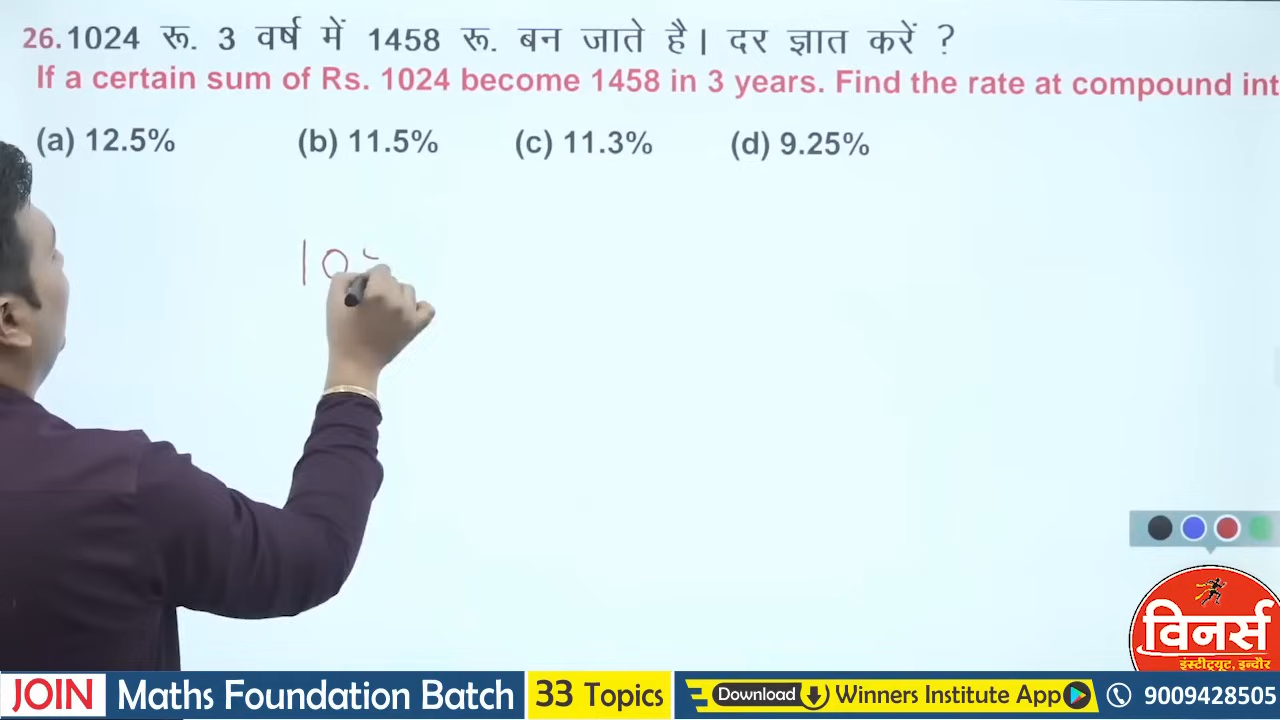 26. 1024 रू. 3 वर्ष में 1458 रू. बन जाते है। दर ज्ञात करें ?
If a certain sum of Rs. 1024 become 1458 in 3 years. Find the rate at compound int
(a) 12.5% (b) 11.5% (c) 11.3% (d) 9.25%
10
विनर्स
इंस्टीट्यूट, इन्दौर
JOIN Maths Foundation Batch 33 Topics Download Winners Institute App 9009428505